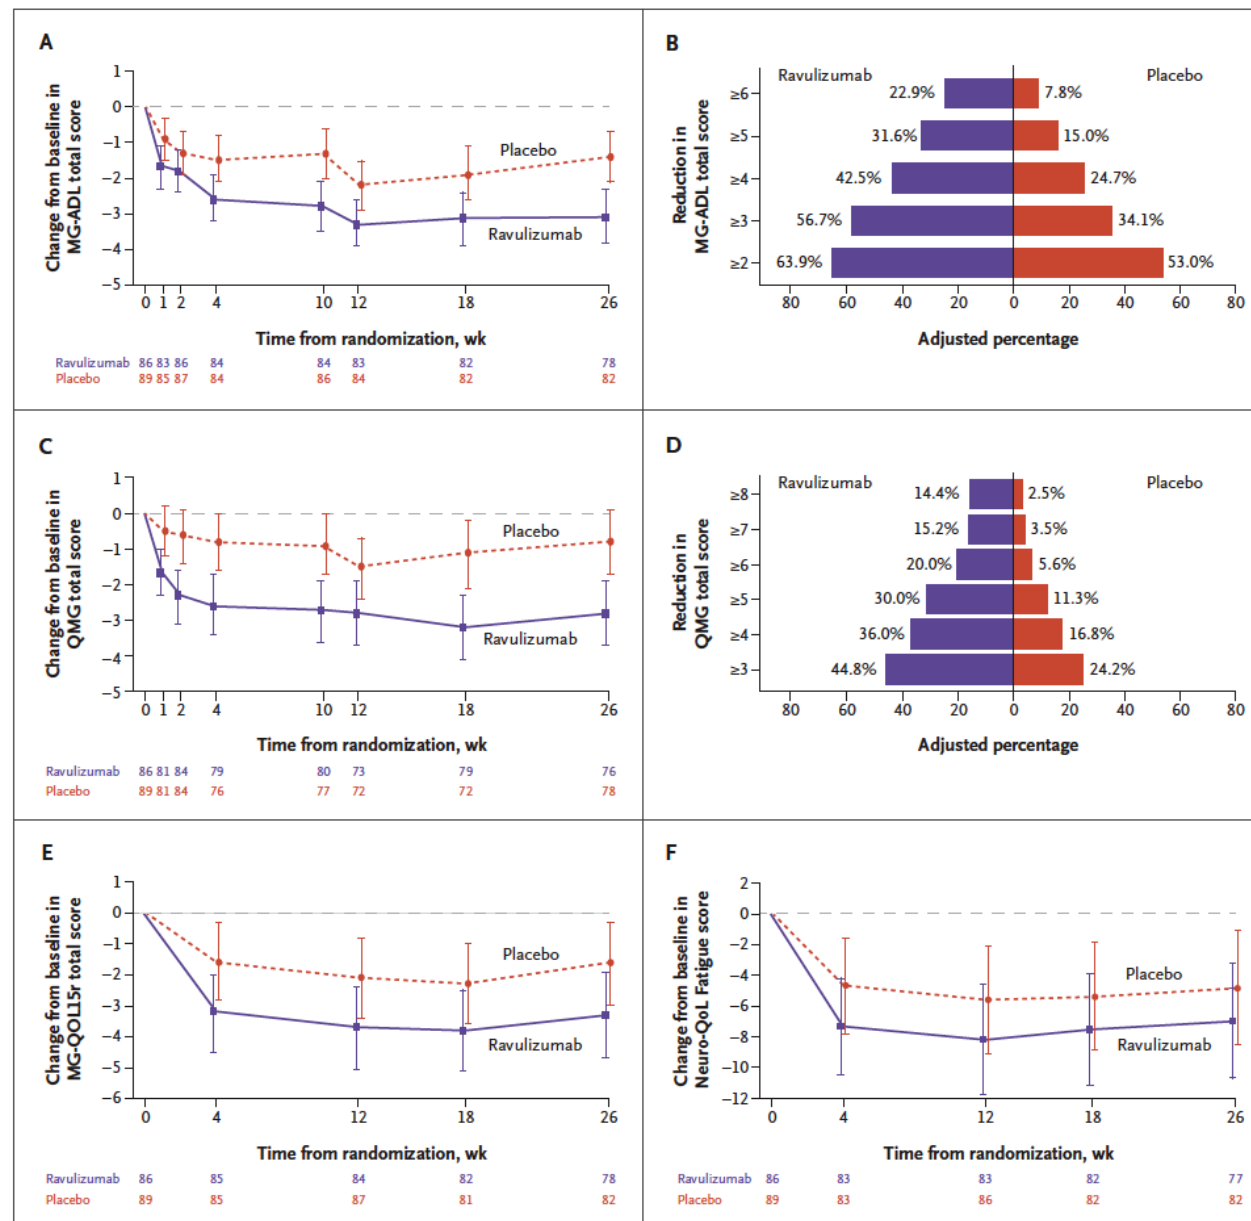 A
Change from baseline in
MG-ADL total score
1
0
−1
−2
−3
−4
−5
Placebo
Ravulizumab
0 1 2 4 10 12 18 26
Time from randomization, wk
Ravulizumab 86 83 86 84 84 83 82 78
Placebo 89 85 87 84 86 84 82 82
B
Ravulizumab Placebo
Reduction in
MG-ADL total score
≥6 22.9% 7.8%
≥5 31.6% 15.0%
≥4 42.5% 24.7%
≥3 56.7% 34.1%
≥2 63.9% 53.0%
80 60 40 20 0 20 40 60 80
Adjusted percentage
C
Change from baseline in
QMG total score
1
0
−1
−2
−3
−4
−5
Placebo
Ravulizumab
0 1 2 4 10 12 18 26
Time from randomization, wk
Ravulizumab 86 81 84 79 80 73 79 76
Placebo 89 81 84 76 77 72 72 78
D
Ravulizumab Placebo
Reduction in
QMG total score
≥8 14.4% 2.5%
≥7 15.2% 3.5%
≥6 20.0% 5.6%
≥5 30.0% 11.3%
≥4 36.0% 16.8%
≥3 44.8% 24.2%
80 60 40 20 0 20 40 60 80
Adjusted percentage
E
Change from baseline in
MG-QOL15r total score
1
0
−1
−2
−3
−4
−5
−6
Placebo
Ravulizumab
0 4 12 18 26
Time from randomization, wk
Ravulizumab 86 85 84 82 78
Placebo 89 85 87 81 82
F
Change from baseline in
Neuro-QoL Fatigue score
2
0
−2
−4
−6
−8
−10
−12
Placebo
Ravulizumab
0 4 12 18 26
Time from randomization, wk
Ravulizumab 86 83 83 82 77
Placebo 89 83 86 82 82